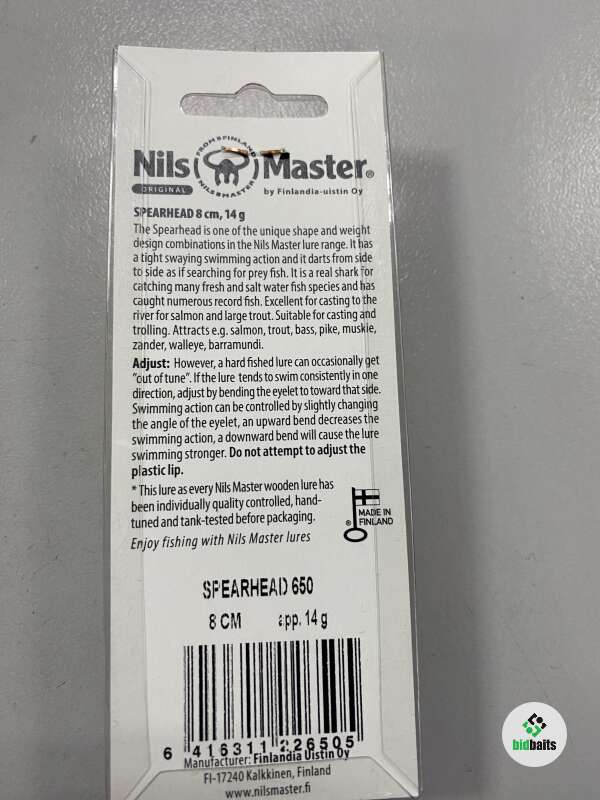 FROM FINLAND
Nils Master®
NILS MASTER
ORIGINAL
by Finlandia-uistin Oy
SPEARHEAD 8 cm, 14 g
The Spearhead is one of the unique shape and weight
design combinations in the Nils Master lure range. It has
a tight swaying swimming action and it darts from side
to side as if searching for prey fish. It is a real shark for
catching many fresh and salt water fish species and has
caught numerous record fish. Excellent for casting to the
river for salmon and large trout. Suitable for casting and
trolling. Attracts e.g. salmon, trout, bass, pike, muskie,
zander, walleye, barramundi.
Adjust: However, a hard fished lure can occasionally get
"out of tune". If the lure tends to swim consistently in one
direction, adjust by bending the eyelet to toward that side.
Swimming action can be controlled by slightly changing
the angle of the eyelet, an upward bend decreases the
swimming action, a downward bend will cause the lure
swimming stronger. Do not attempt to adjust the
plastic lip.
* This lure as every Nils Master wooden lure has
been individually quality controlled, hand-
tuned and tank-tested before packaging.
Enjoy fishing with Nils Master lures
®
MADE IN
FINLAND
SPEARHEAD 650
8 CM app. 14 g
6 416311 226505
Manufacturer: Finlandia Uistin Oy
FI-17240 Kalkkinen, Finland
www.nilsmaster.fi
bidbaits